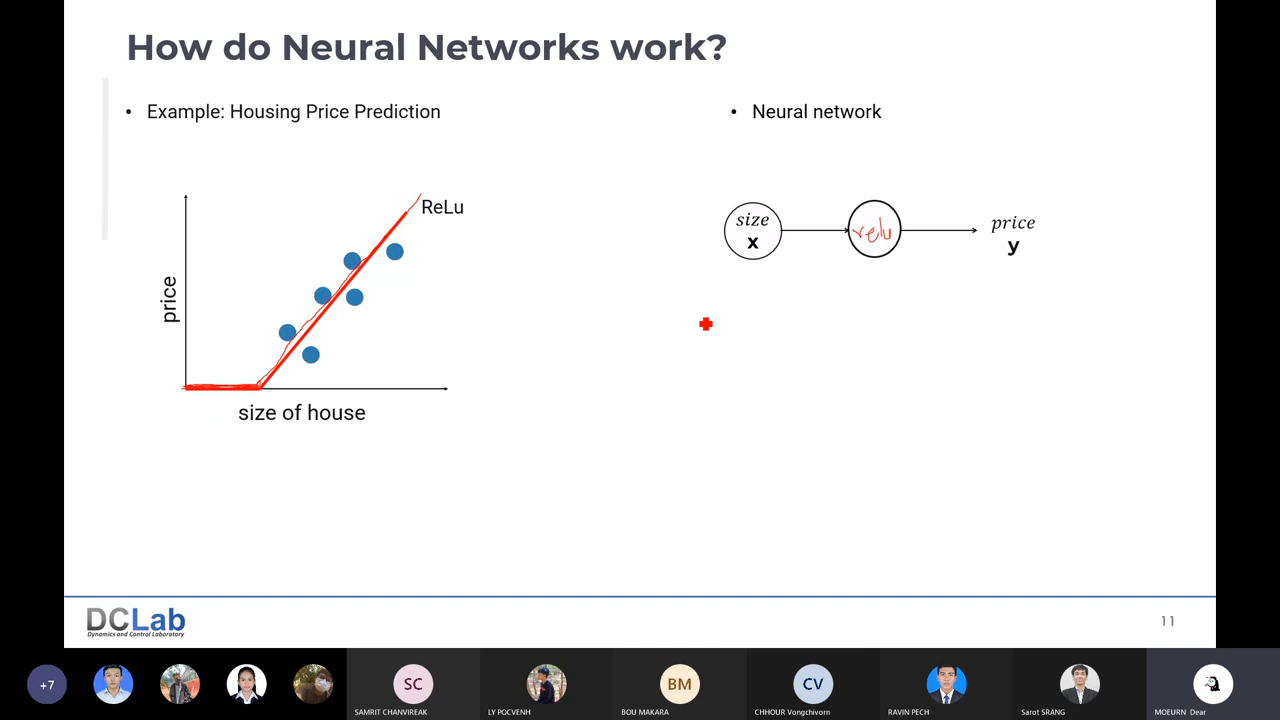 How do Neural Networks work?
• Example: Housing Price Prediction
• Neural network
ReLu
price
size of house
size
x
relu
price
y
DCLab
Dynamics and Control Laboratory
11
+7
SC
SAMRIT CHANVIREAK
LY POCVENH
BM
BOU MAKARA
CV
CHHOUR Vongchivorn
RAVIN PECH
Sarot SRANG
MOEURN Dear